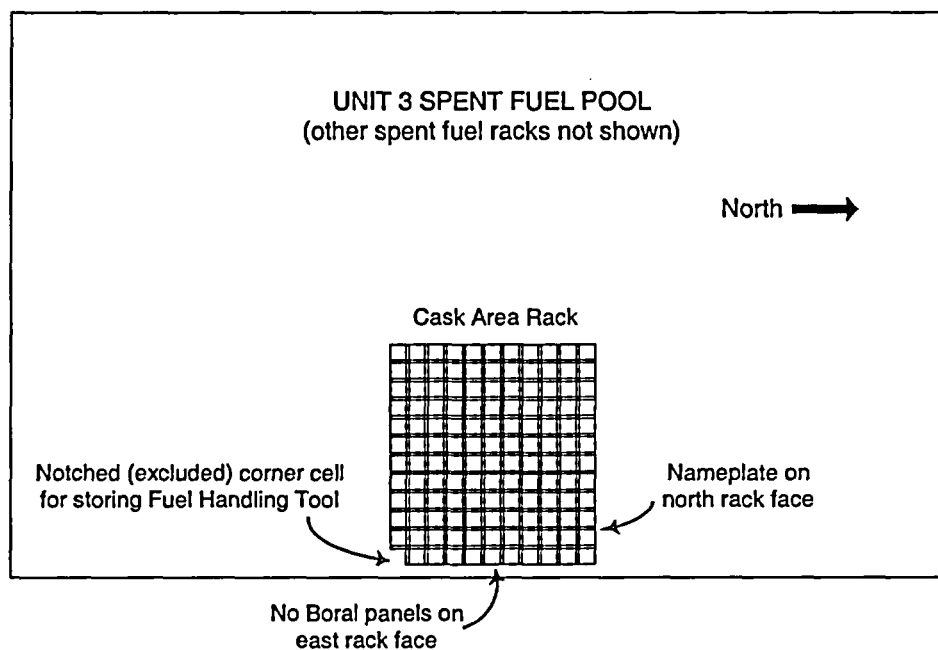 UNIT 3 SPENT FUEL POOL
(other spent fuel racks not shown)
North
Cask Area Rack
Notched (excluded) corner cell
for storing Fuel Handling Tool
Nameplate on
north rack face
No Boral panels on
east rack face